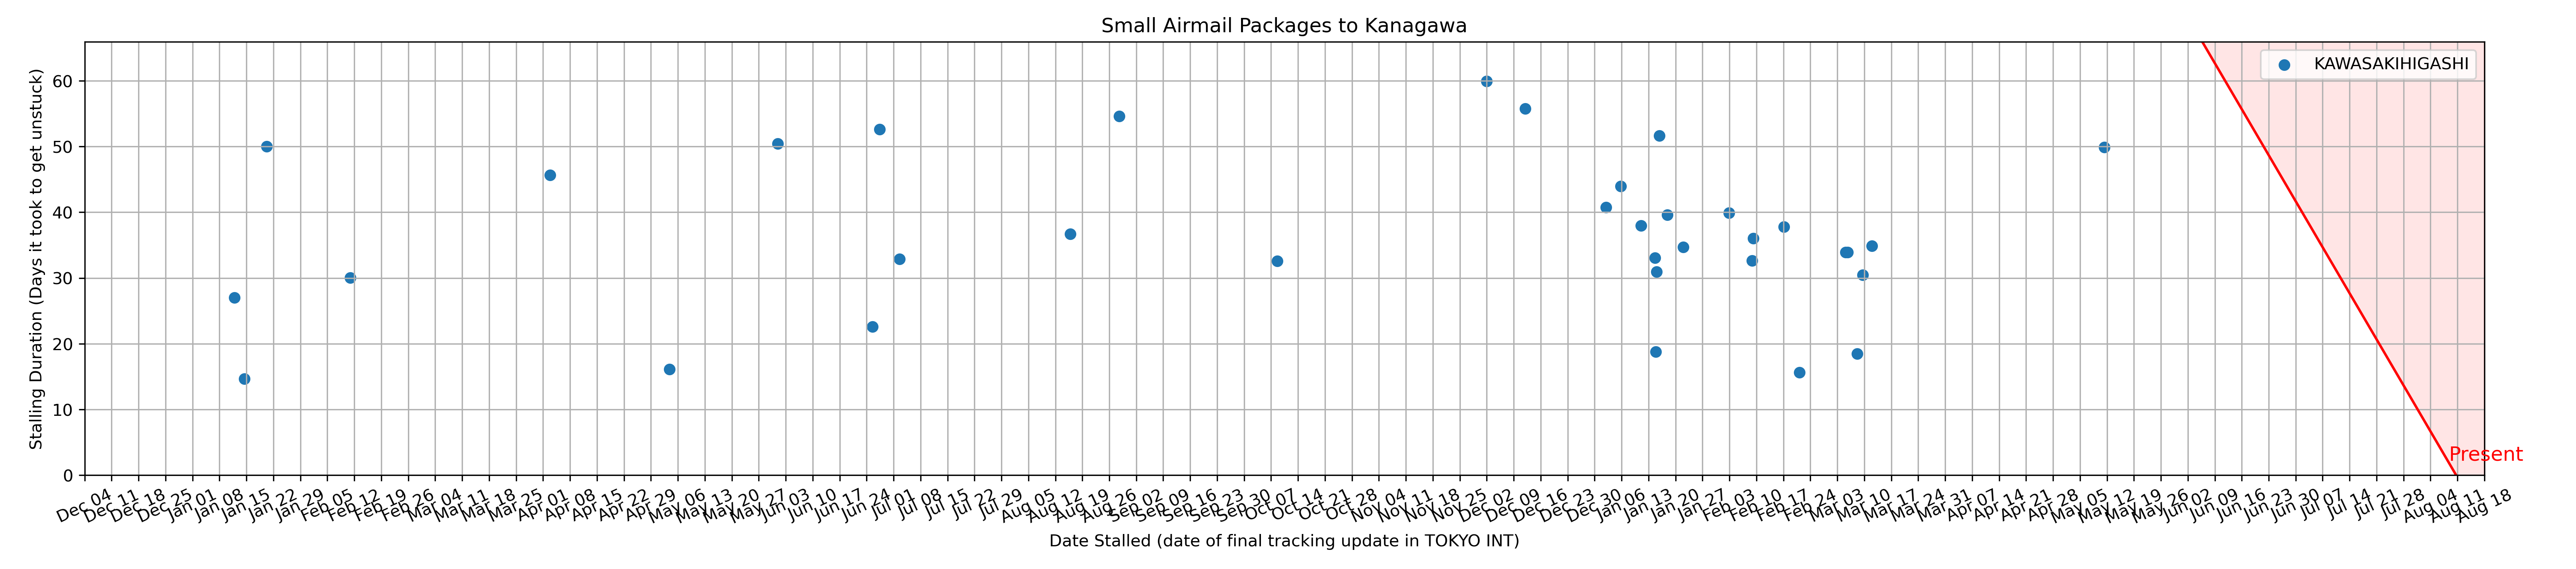 Small Airmail Packages to Kanagawa
KAWASAKIHIGASHI
60
50
40
30
20
10
0
Stalling Duration (Days it took to get unstuck)
Present
Dec 04
Dec 11
Dec 18
Dec 25
Jan 01
Jan 08
Jan 15
Jan 22
Jan 29
Feb 05
Feb 12
Feb 19
Feb 26
Mar 04
Mar 11
Mar 18
Mar 25
Apr 01
Apr 08
Apr 15
Apr 22
Apr 29
May 06
May 13
May 20
May 27
Jun 03
Jun 10
Jun 17
Jun 24
Jul 01
Jul 08
Jul 15
Jul 22
Jul 29
Aug 05
Aug 12
Aug 19
Aug 26
Sep 02
Sep 09
Sep 16
Sep 23
Sep 30
Oct 07
Oct 14
Oct 21
Oct 28
Nov 04
Nov 11
Nov 18
Nov 25
Dec 02
Dec 09
Dec 16
Dec 23
Dec 30
Jan 06
Jan 13
Jan 20
Jan 27
Feb 03
Feb 10
Feb 17
Feb 24
Mar 03
Mar 10
Mar 17
Mar 24
Mar 31
Apr 07
Apr 14
Apr 21
Apr 28
May 05
May 12
May 19
May 26
Jun 02
Jun 09
Jun 16
Jun 23
Jun 30
Jul 07
Jul 14
Jul 21
Jul 28
Aug 04
Aug 11
Aug 18
Date Stalled (date of final tracking update in TOKYO INT)